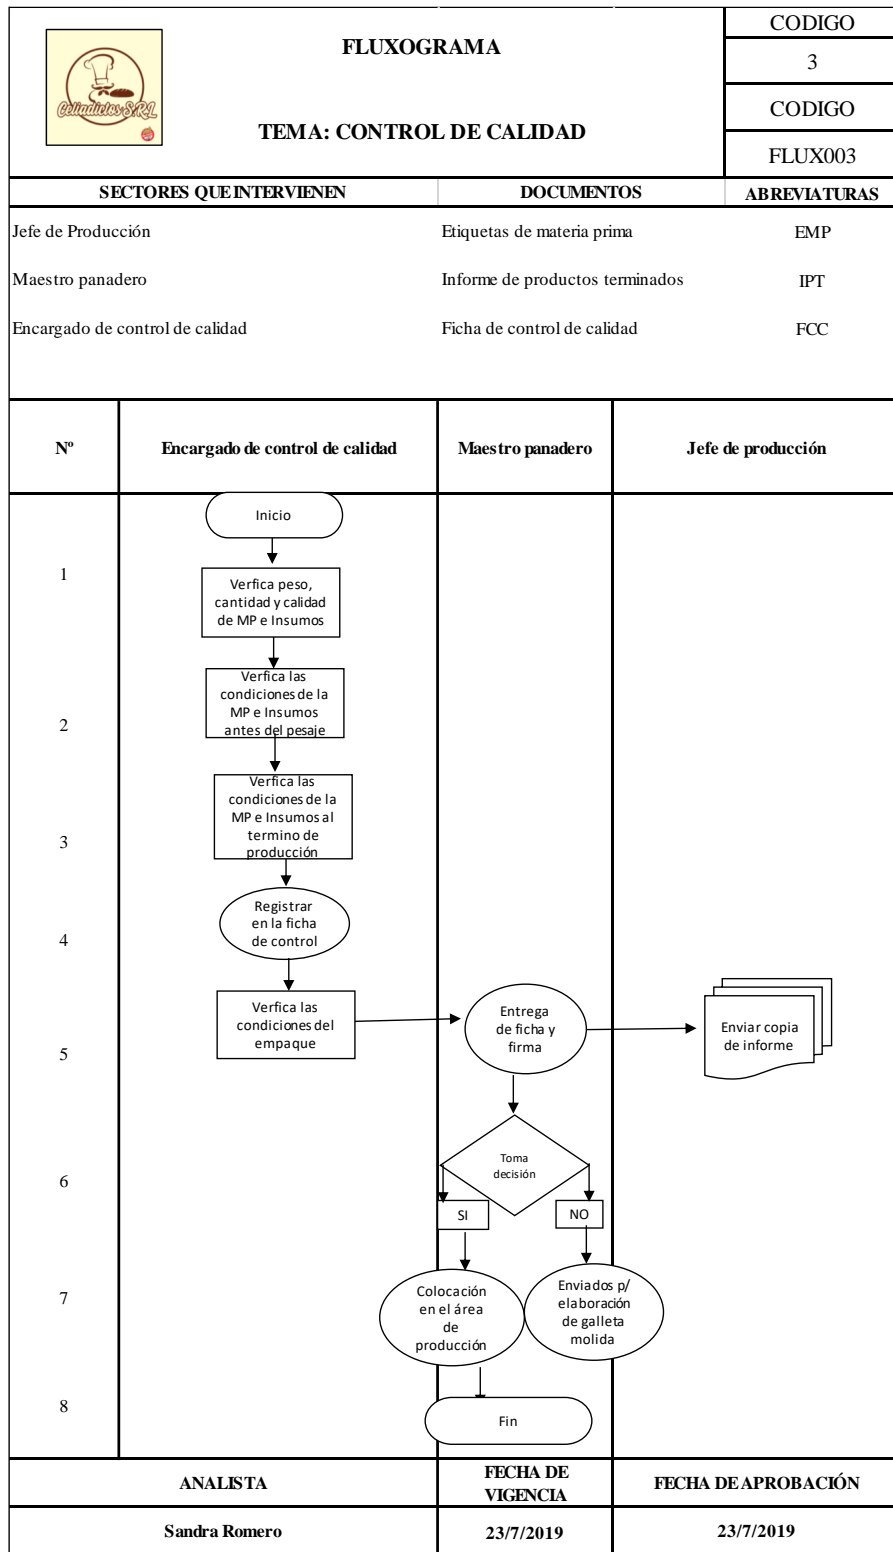 CODIGO
FLUXOGRAMA
3
Celiadietos S.R.L
CODIGO
TEMA: CONTROL DE CALIDAD
FLUX003
SECTORES QUE INTERVIENEN DOCUMENTOS ABREVIATURAS
Jefe de Producción Etiquetas de materia prima EMP
Maestro panadero Informe de productos terminados IPT
Encargado de control de calidad Ficha de control de calidad FCC
Nº Encargado de control de calidad Maestro panadero Jefe de producción
Inicio
1
Verfica peso,
cantidad y calidad
de MP e Insumos
2
Verfica las
condiciones de la
MP e Insumos
antes del pesaje
3
Verfica las
condiciones de la
MP e Insumos al
termino de
producción
4
Registrar
en la ficha
de control
5
Verfica las
condiciones del
empaque
Entrega
de ficha y
firma
Enviar copia
de informe
6
Toma
decisión
SI
NO
7
Colocación
en el área
de
producción
Enviados p/
elaboración
de galleta
molida
8
Fin
ANALISTA FECHA DE VIGENCIA FECHA DE APROBACIÓN
Sandra Romero 23/7/2019 23/7/2019